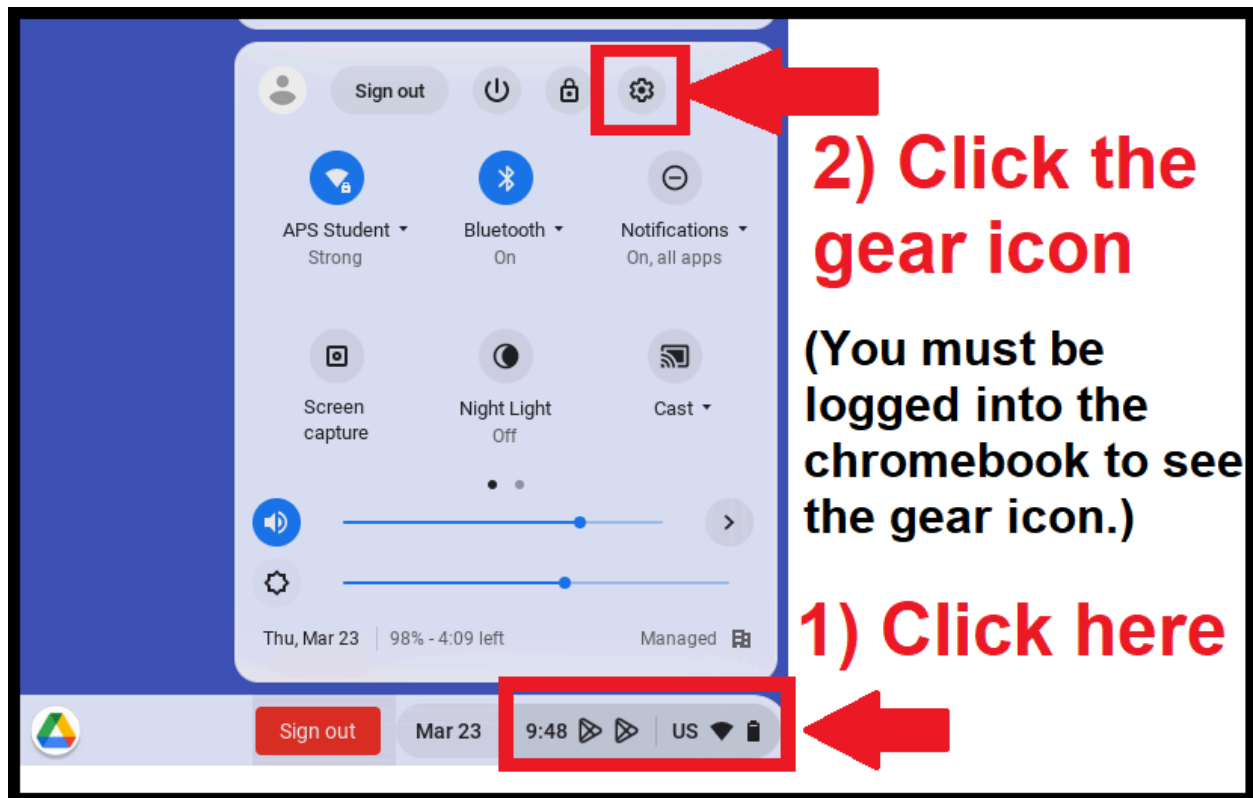 Sign out
APS Student
Strong
Bluetooth
On
Notifications
On, all apps
Screen
capture
Night Light
Off
Cast
Thu, Mar 23
98% - 4:09 left
Managed
Sign out
Mar 23
9:48
US
2) Click the
gear icon
(You must be
logged into the
chromebook to see
the gear icon.)
1) Click here